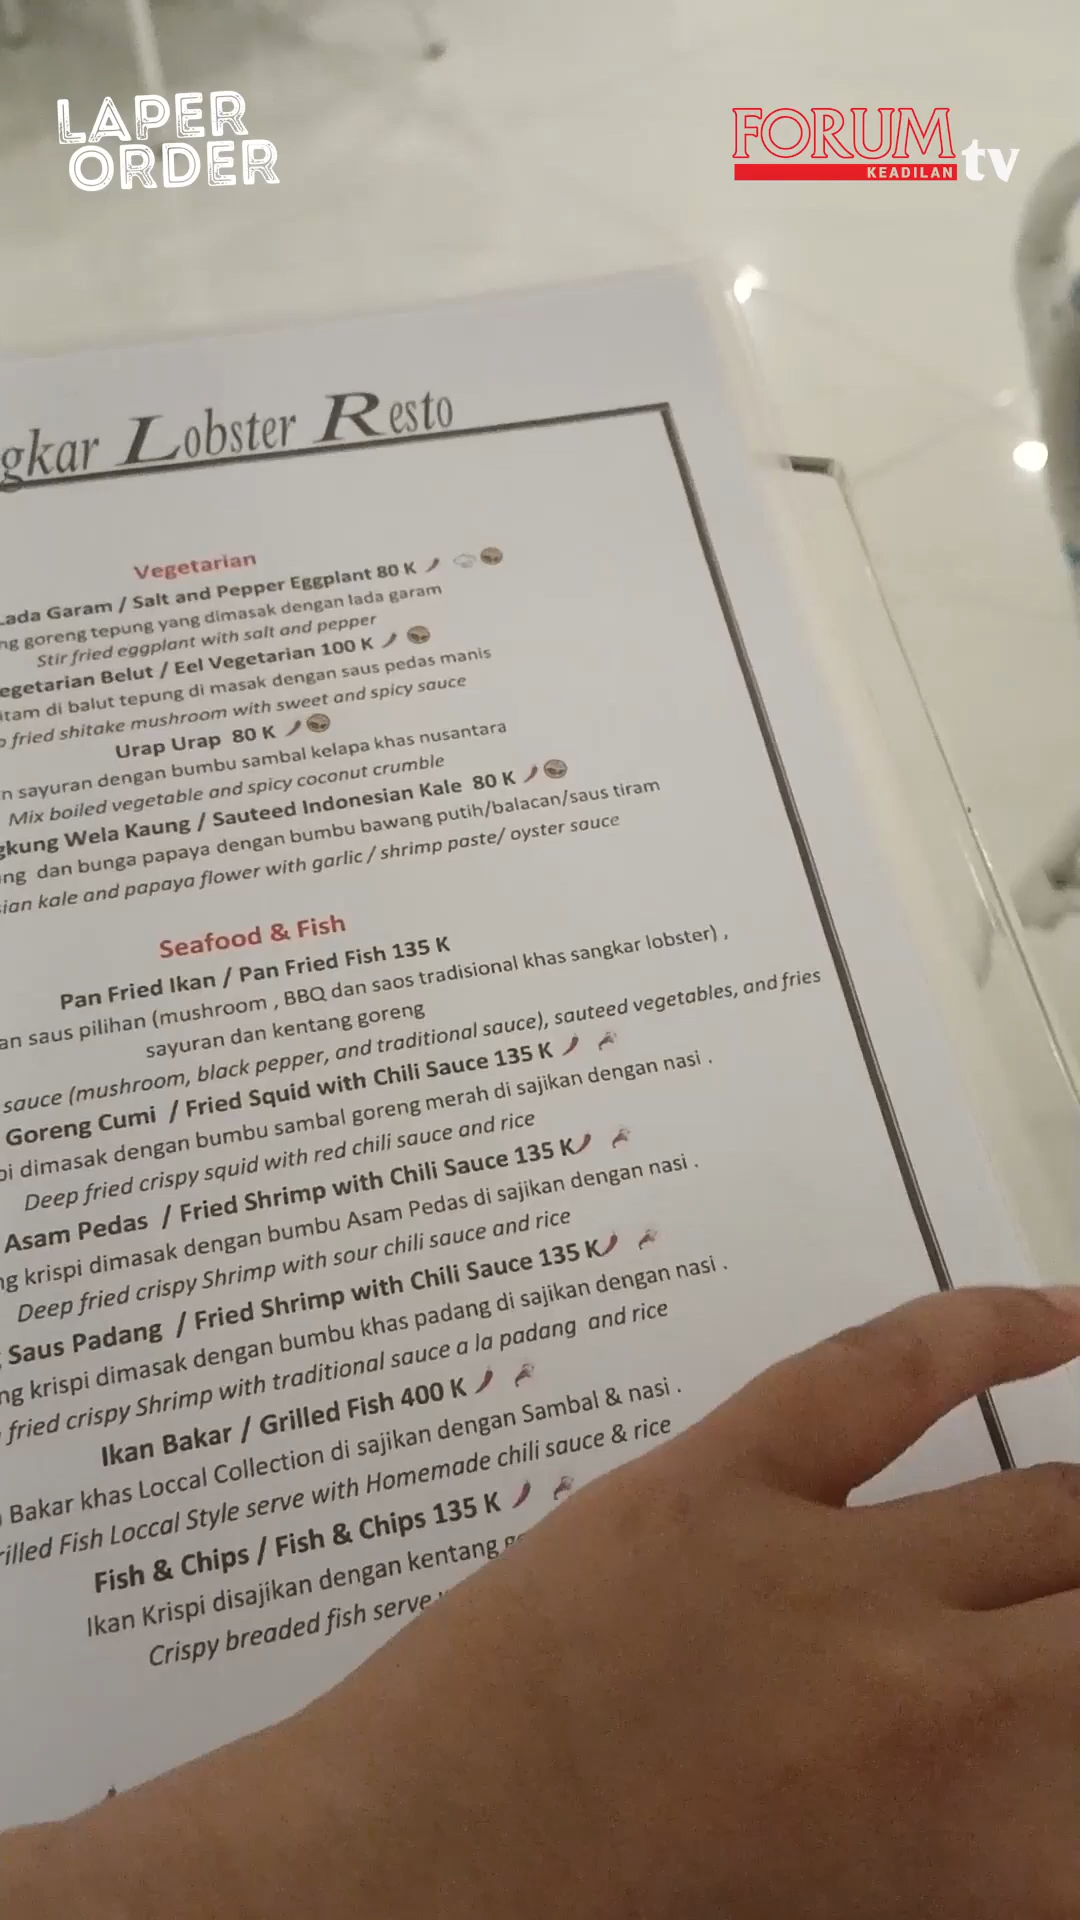 LAPER
ORDER
FORUM
KEADILAN tv
Lobster Resto
Vegetarian
Lada Garam / Salt and Pepper Eggplant 80 K
goreng tepung yang dimasak dengan lada garam
Stir fried eggplant with salt and pepper
Belut / Eel Vegetarian 100 K
di balut tepung di masak dengan saus pedas manis
fried shitake mushroom with sweet and spicy sauce
Urap Urap 80 K
sayuran dengan bumbu sambal kelapa khas nusantara
Mix boiled vegetable and spicy coconut crumble
Wela Kaung / Sauteed Indonesian Kale 80 K
dan bunga papaya dengan bumbu bawang putih/balacan/saus tiram
kale and papaya flower with garlic / shrimp paste/ oyster sauce
Seafood & Fish
Pan Fried Ikan / Pan Fried Fish 135 K
saus pilihan (mushroom , BBQ dan saos tradisional khas sangkar lobster) ,
sayuran dan kentang goreng
sauce (mushroom, black pepper, and traditional sauce), sauteed vegetables, and fries
Goreng Cumi / Fried Squid with Chili Sauce 135 K
dimasak dengan bumbu sambal goreng merah di sajikan dengan nasi .
Deep fried crispy squid with red chili sauce and rice
Asam Pedas / Fried Shrimp with Chili Sauce 135 K
krispi dimasak dengan bumbu Asam Pedas di sajikan dengan nasi .
Deep fried crispy Shrimp with sour chili sauce and rice
Saus Padang / Fried Shrimp with Chili Sauce 135 K
krispi dimasak dengan bumbu khas padang di sajikan dengan nasi .
fried crispy Shrimp with traditional sauce a la padang and rice
Ikan Bakar / Grilled Fish 400 K
Bakar khas Loccal Collection di sajikan dengan Sambal & nasi .
Fish Loccal Style serve with Homemade chili sauce & rice
Fish & Chips / Fish & Chips 135 K
Ikan Krispi disajikan dengan kentang
Crispy breaded fish serve